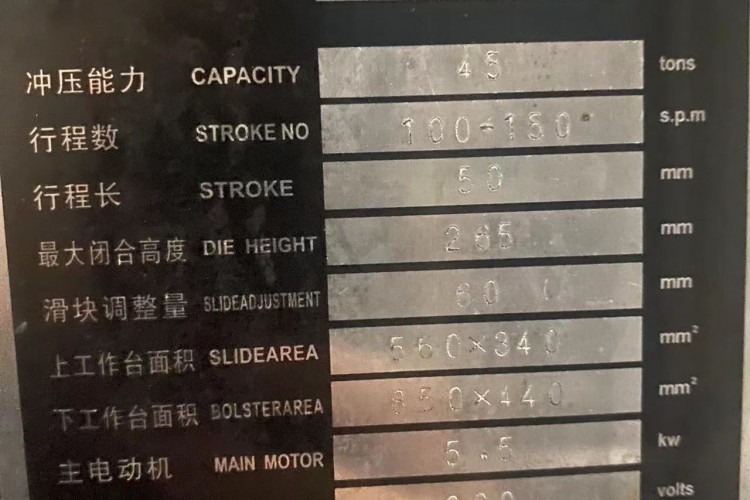 冲压能力 CAPACITY 45 tons
行程数 STROKE NO 100-150 s.p.m
行程长 STROKE 50 mm
最大闭合高度 DIE HEIGHT 265 mm
滑块调整量 SLIDEADJUSTMENT 60 mm
上工作台面积 SLIDEAREA 560×340 mm²
下工作台面积 BOLSTERAREA 850×440 mm²
主电动机 MAIN MOTOR 5.5 kw
volts